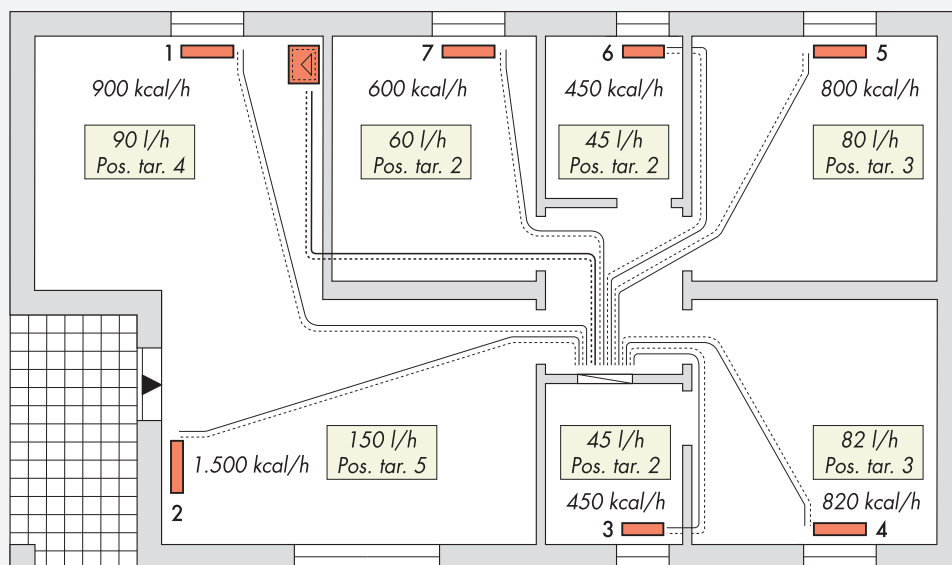 1
7
6
5
900 kcal/h
600 kcal/h
450 kcal/h
800 kcal/h
90 l/h
Pos. tar. 4
60 l/h
Pos. tar. 2
45 l/h
Pos. tar. 2
80 l/h
Pos. tar. 3
150 l/h
Pos. tar. 5
45 l/h
Pos. tar. 2
82 l/h
Pos. tar. 3
1.500 kcal/h
450 kcal/h
820 kcal/h
2
3
4